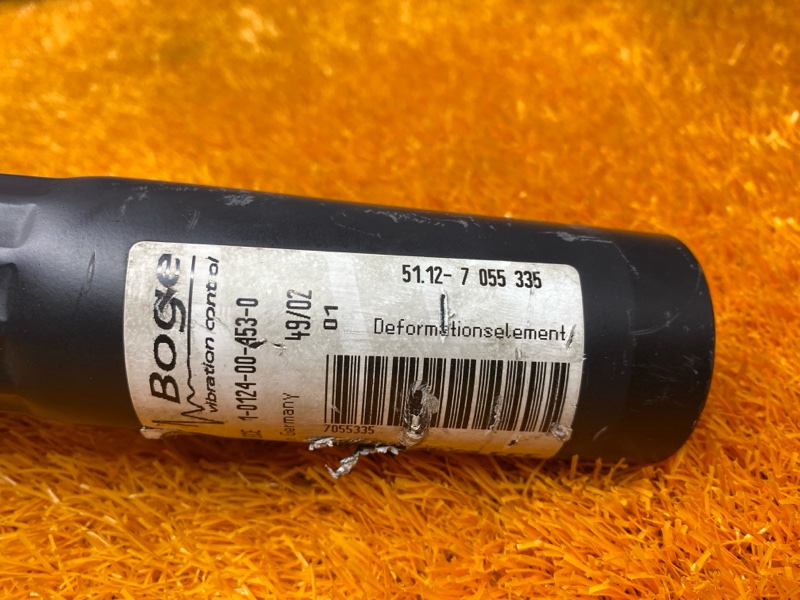 Boge
vibration control
1-0124-00-453-0
Germany
49/02
01
51.12- 7 055 335
Deformationselement
7055335